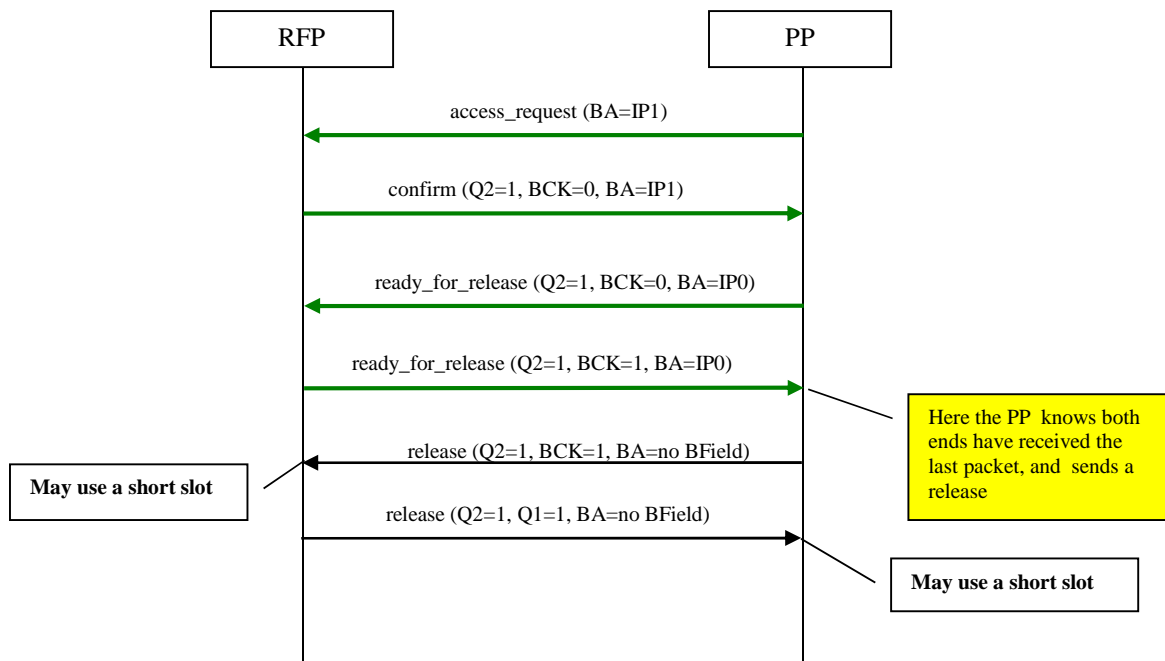 RFP
PP
access_request (BA=IP1)
confirm (Q2=1, BCK=0, BA=IP1)
ready_for_release (Q2=1, BCK=0, BA=IP0)
ready_for_release (Q2=1, BCK=1, BA=IP0)
Here the PP knows both
ends have received the
last packet, and sends a
release
release (Q2=1, BCK=1, BA=no BField)
May use a short slot
release (Q2=1, Q1=1, BA=no BField)
May use a short slot